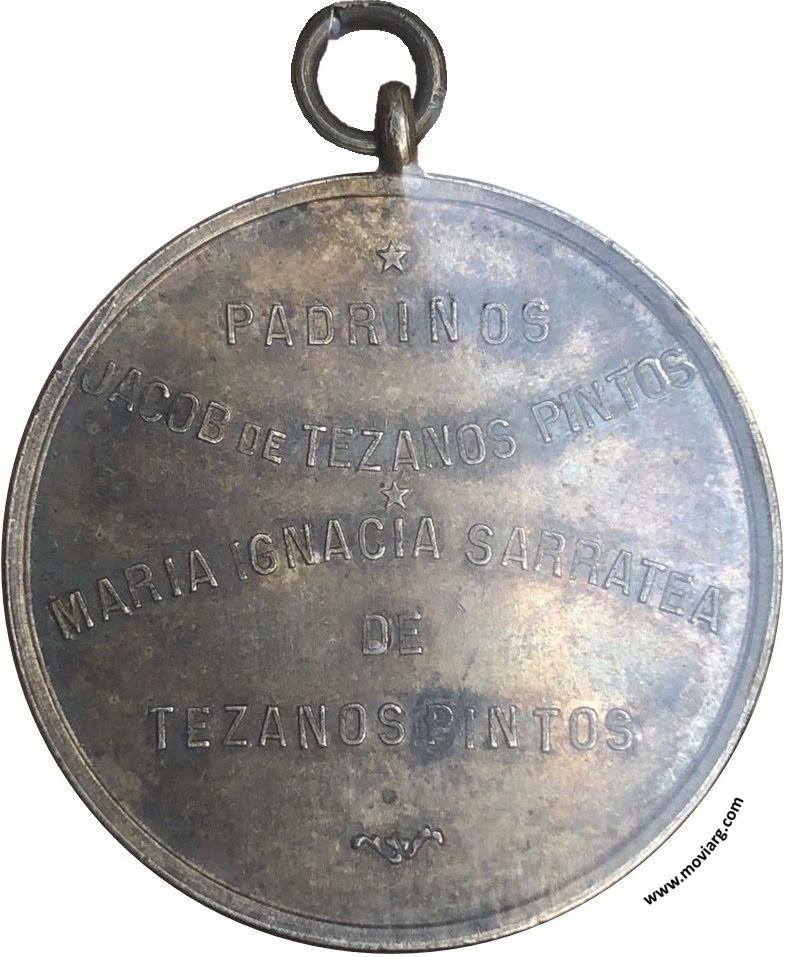 PADRINOS
JACOB DE TEZANOS PINTOS
MARIA IGNACIA SARRATEA
DE
TEZANOS PINTOS
www.moviarg.com